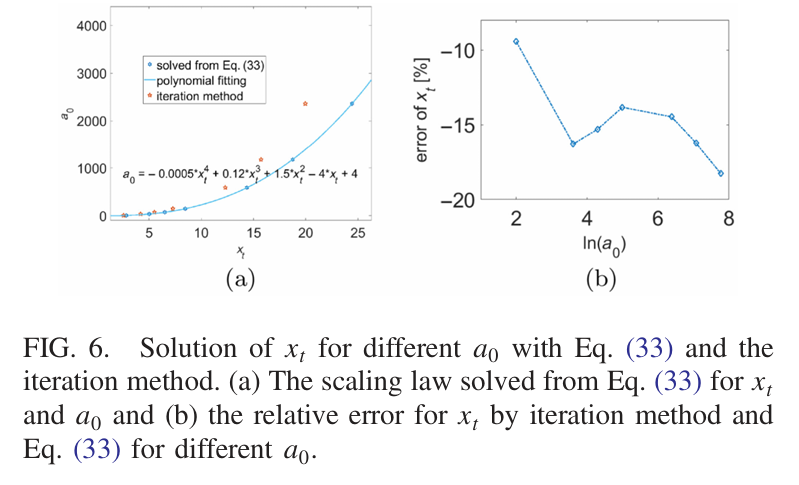 4000
3000
2000
1000
0
a₀
solved from Eq. (33)
polynomial fitting
iteration method
a₀ = − 0.0005*xₜ⁴ + 0.12*xₜ³ + 1.5*xₜ² − 4*xₜ + 4
5 10 15 20 25
xₜ
(a)
(b)
error of xₜ [%]
−10
−15
−20
2 4 6 8
ln(a₀)
(b)
FIG. 6. Solution of xₜ for different a₀ with Eq. (33) and the
iteration method. (a) The scaling law solved from Eq. (33) for xₜ
and a₀ and (b) the relative error for xₜ by iteration method and
Eq. (33) for different a₀.